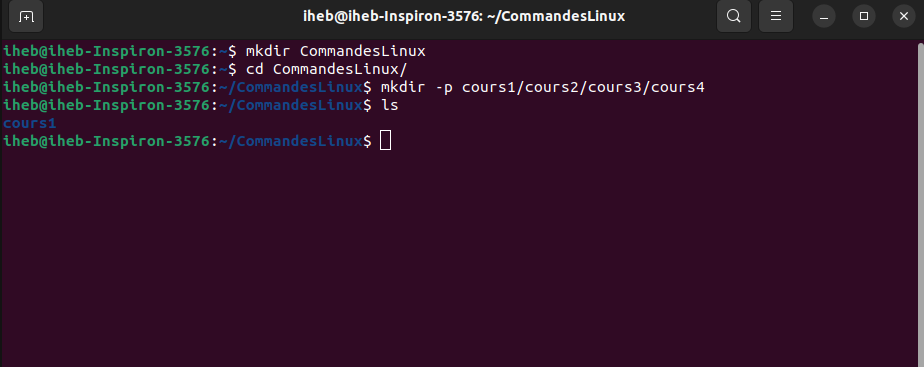 iheb@iheb-Inspiron-3576: ~/CommandesLinux
iheb@iheb-Inspiron-3576:~$ mkdir CommandesLinux
iheb@iheb-Inspiron-3576:~$ cd CommandesLinux/
iheb@iheb-Inspiron-3576:~/CommandesLinux$ mkdir -p cours1/cours2/cours3/cours4
iheb@iheb-Inspiron-3576:~/CommandesLinux$ ls
cours1
iheb@iheb-Inspiron-3576:~/CommandesLinux$